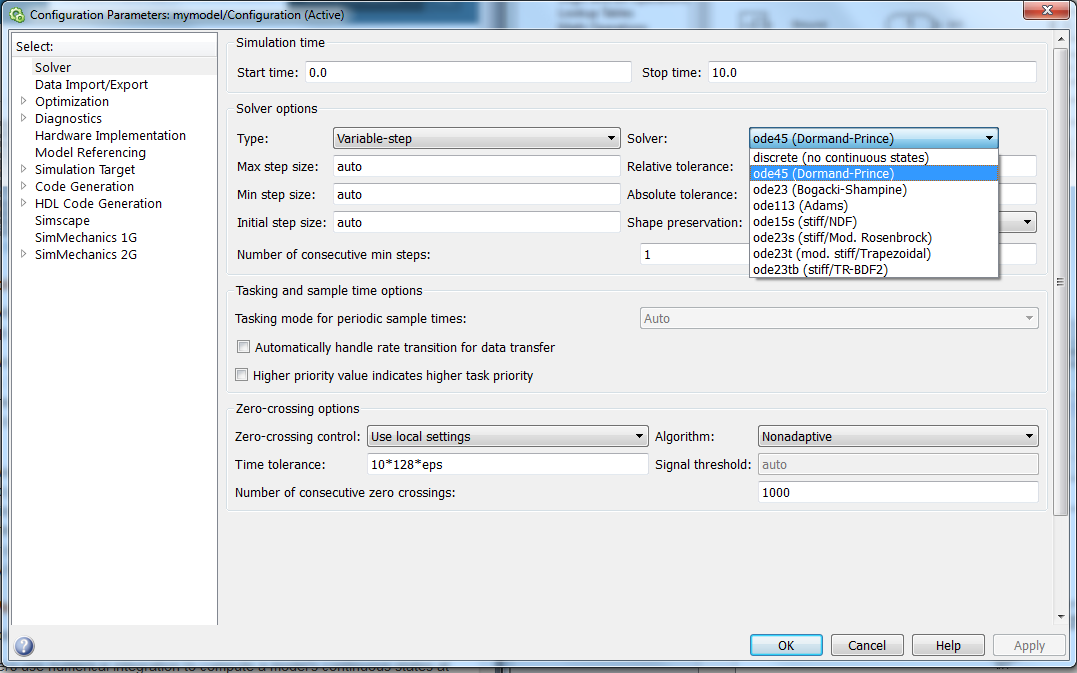 Configuration Parameters: mymodel/Configuration (Active)
Select:
Solver
Data Import/Export
Optimization
Diagnostics
Hardware Implementation
Model Referencing
Simulation Target
Code Generation
HDL Code Generation
Simscape
SimMechanics 1G
SimMechanics 2G
Simulation time
Start time: 0.0 Stop time: 10.0
Solver options
Type: Variable-step Solver: ode45 (Dormand-Prince)
discrete (no continuous states)
ode45 (Dormand-Prince)
ode23 (Bogacki-Shampine)
ode113 (Adams)
ode15s (stiff/NDF)
ode23s (stiff/Mod. Rosenbrock)
ode23t (mod. stiff/Trapezoidal)
ode23tb (stiff/TR-BDF2)
Max step size: auto Relative tolerance:
Min step size: auto Absolute tolerance:
Initial step size: auto Shape preservation:
Number of consecutive min steps: 1
Tasking and sample time options
Tasking mode for periodic sample times: Auto
Automatically handle rate transition for data transfer
Higher priority value indicates higher task priority
Zero-crossing options
Zero-crossing control: Use local settings Algorithm: Nonadaptive
Time tolerance: 10*128*eps Signal threshold: auto
Number of consecutive zero crossings: 1000
OK Cancel Help Apply